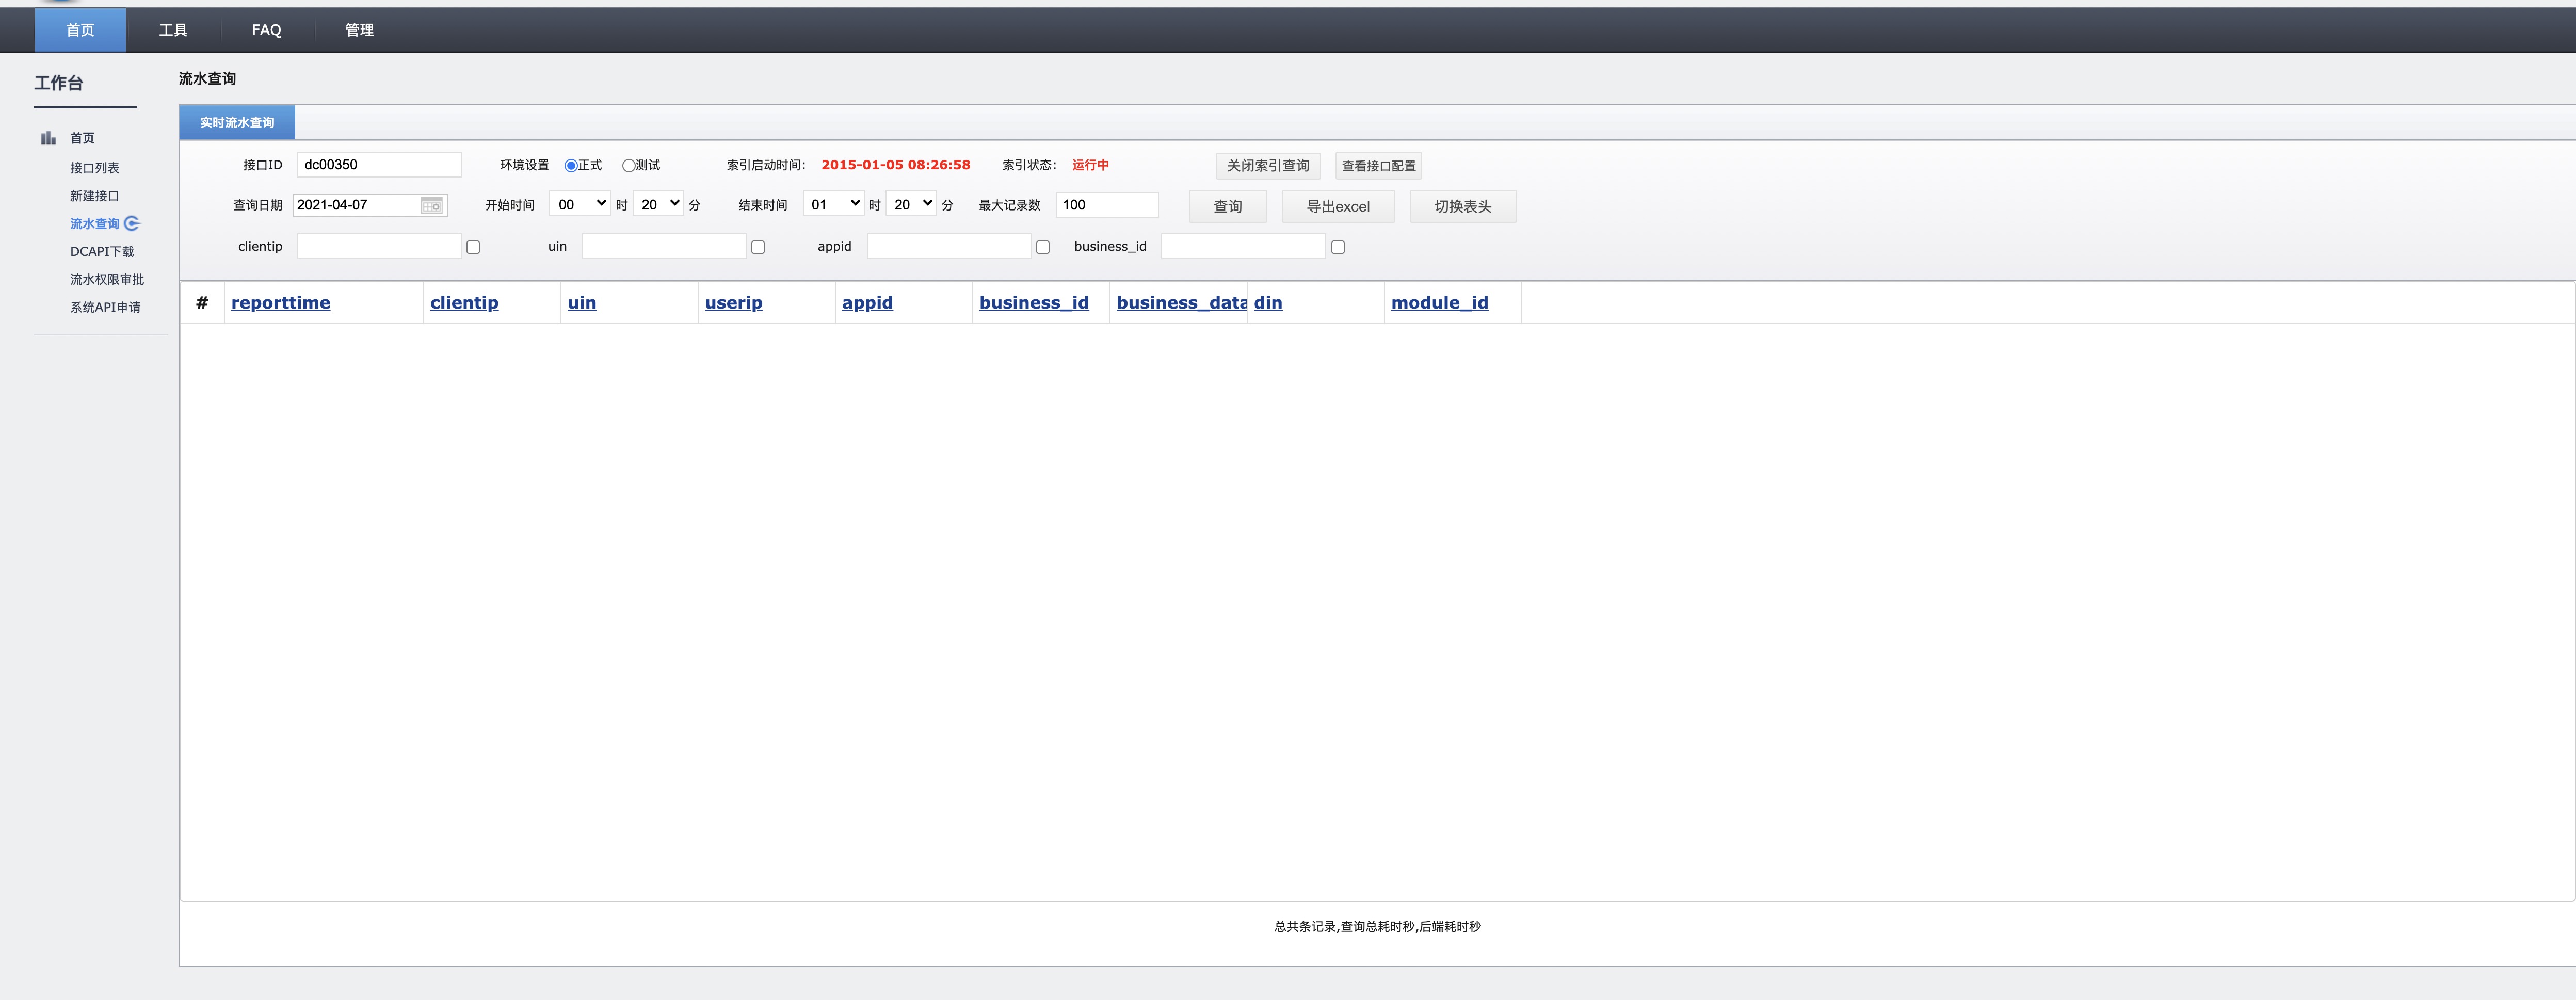 首页 工具 FAQ 管理
工作台
流水查询
实时流水查询
首页
接口列表
新建接口
流水查询
DCAPI下载
流水权限审批
系统API申请
接口ID dc00350 环境设置 正式 测试 索引启动时间： 2015-01-05 08:26:58 索引状态： 运行中 关闭索引查询 查看接口配置
查询日期 2021-04-07 开始时间 00 时 20 分 结束时间 01 时 20 分 最大记录数 100 查询 导出excel 切换表头
clientip uin appid business_id
# reporttime clientip uin userip appid business_id business_data din module_id
总共条记录,查询总耗时秒,后端耗时秒